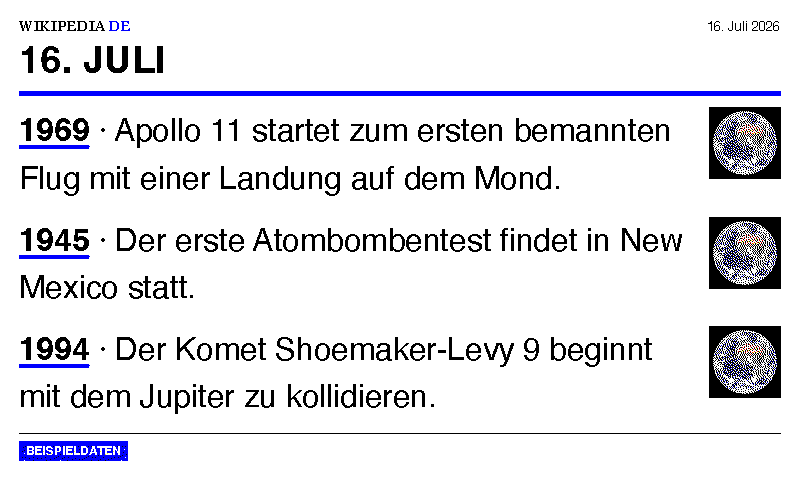 WIKIPEDIA DE
16. Juli 2026
16. JULI
1969 · Apollo 11 startet zum ersten bemannten
Flug mit einer Landung auf dem Mond.
1945 · Der erste Atombombentest findet in New
Mexico statt.
1994 · Der Komet Shoemaker-Levy 9 beginnt
mit dem Jupiter zu kollidieren.
BEISPIELDATEN